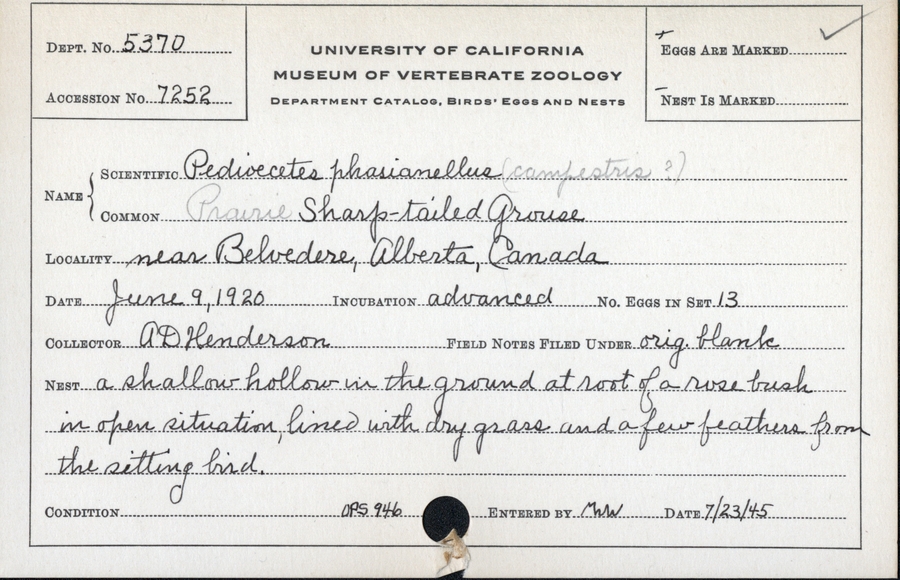 Dept. No. 5370
Accession No. 7252
UNIVERSITY OF CALIFORNIA
MUSEUM OF VERTEBRATE ZOOLOGY
Department Catalog, Birds' Eggs and Nests
+ Eggs Are Marked ✓
- Nest Is Marked
Name { Scientific Pedioecetes phasianellus (campestris ?)
Common Prairie Sharp-tailed Grouse
Locality near Belvedere, Alberta, Canada
Date June 9, 1920 Incubation advanced No. Eggs in Set 13
Collector A D Henderson Field Notes Filed Under orig. blank
Nest a shallow hollow in the ground at root of a rose bush
in open situation, lined with dry grass and a few feathers from
the sitting bird.
Condition OPS 946 Entered by Date 7/23/45